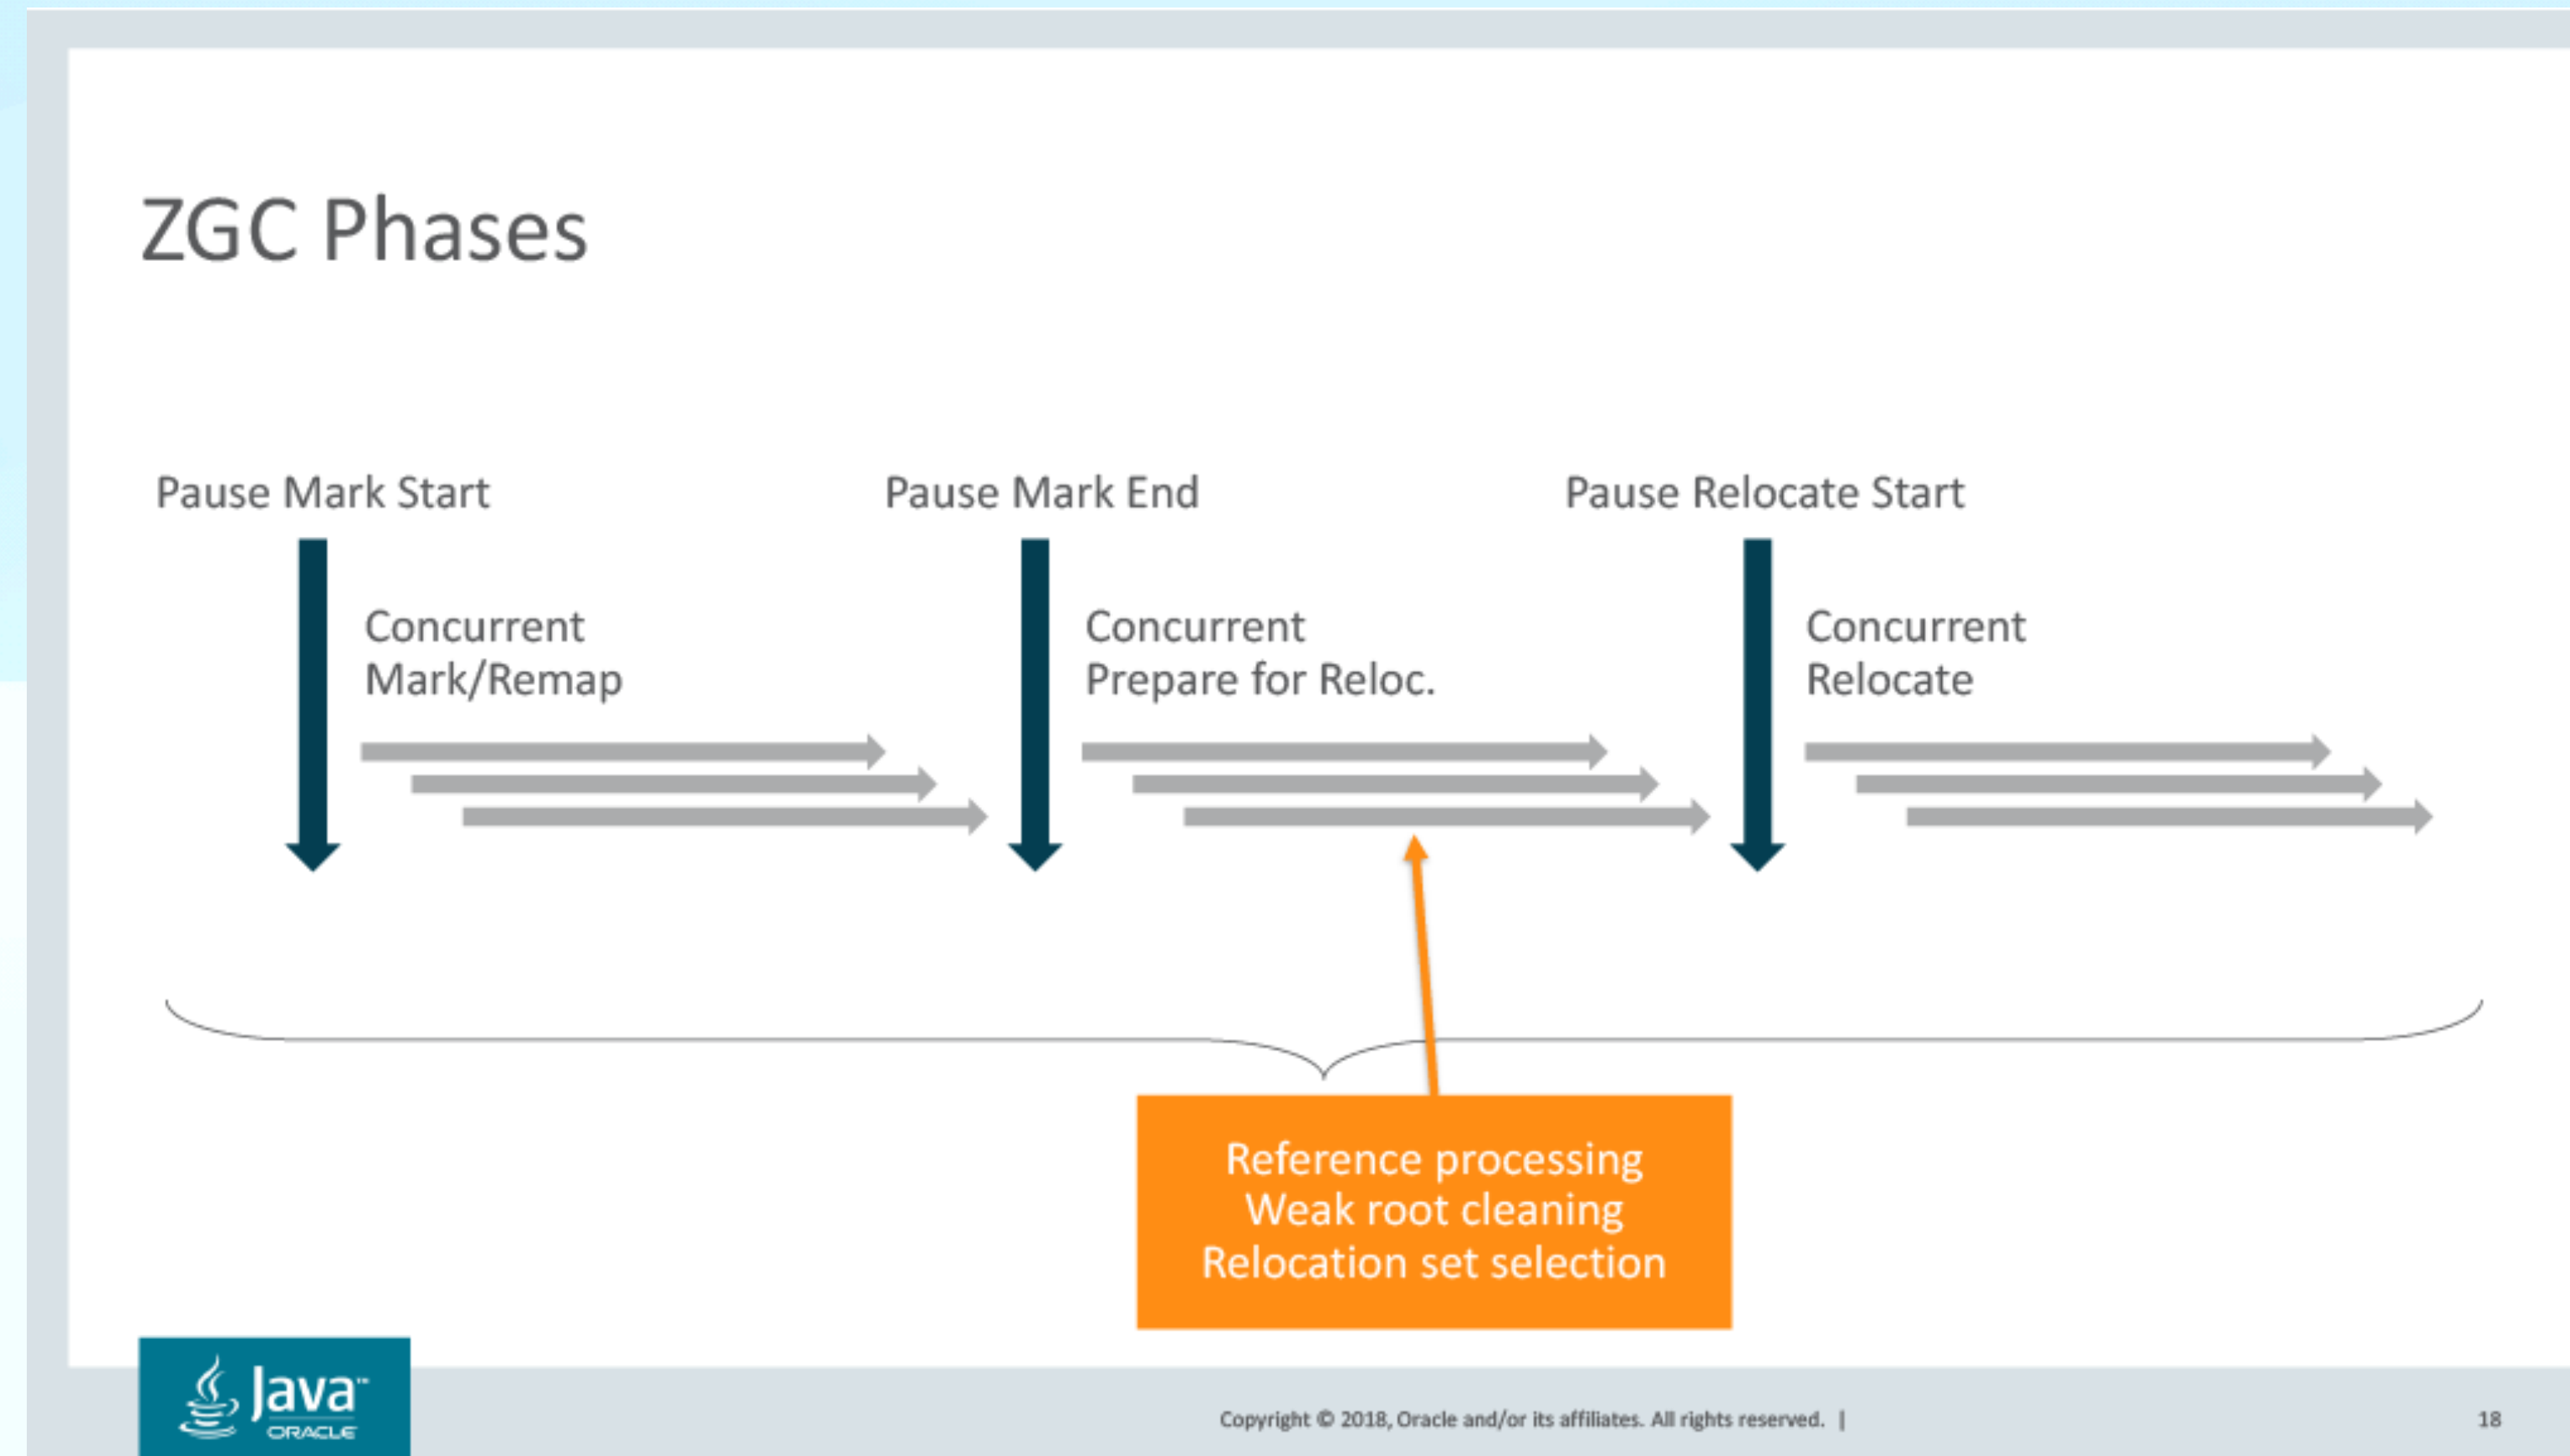 ZGC Phases
Pause Mark Start
Pause Mark End
Pause Relocate Start
Concurrent
Mark/Remap
Concurrent
Prepare for Reloc.
Concurrent
Relocate
Reference processing
Weak root cleaning
Relocation set selection
Java™
ORACLE
Copyright © 2018, Oracle and/or its affiliates. All rights reserved. |
18